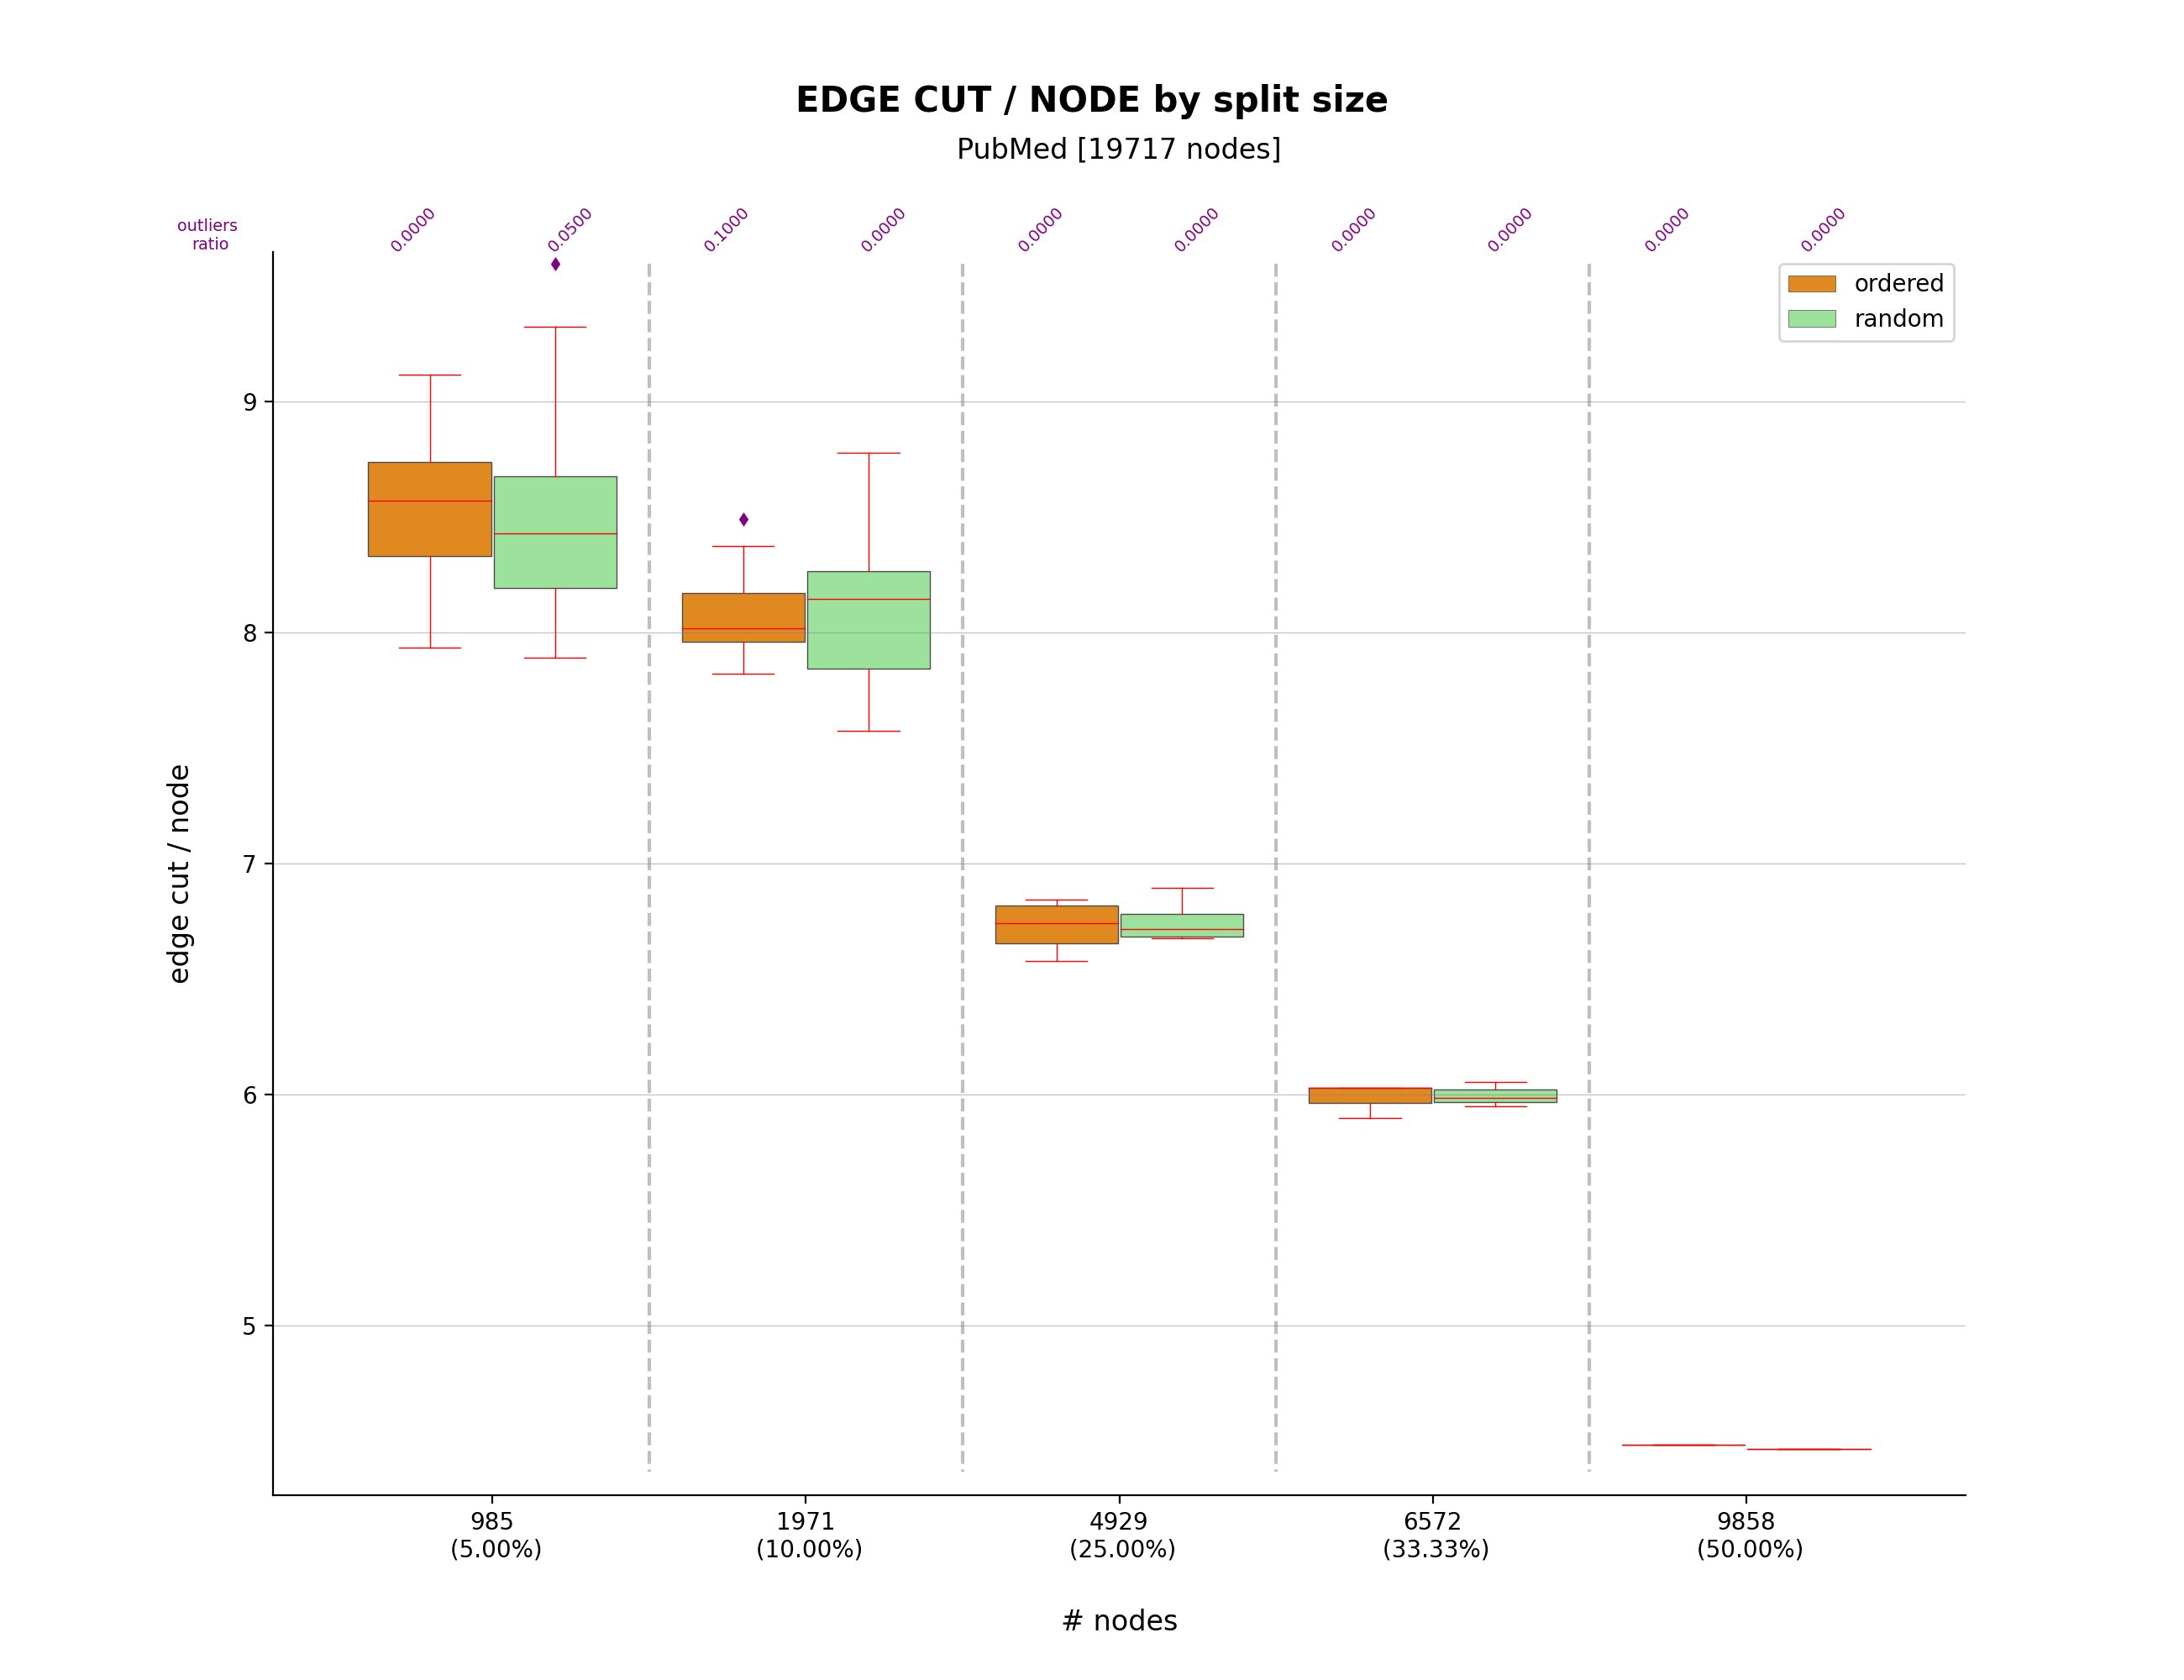 EDGE CUT / NODE by split size
PubMed [19717 nodes]
outliers
ratio
0.0000 0.0500 0.1000 0.0000 0.0000 0.0000 0.0000 0.0000 0.0000 0.0000
ordered
random
9
8
7
6
5
edge cut / node
985 1971 4929 6572 9858
(5.00%) (10.00%) (25.00%) (33.33%) (50.00%)
# nodes